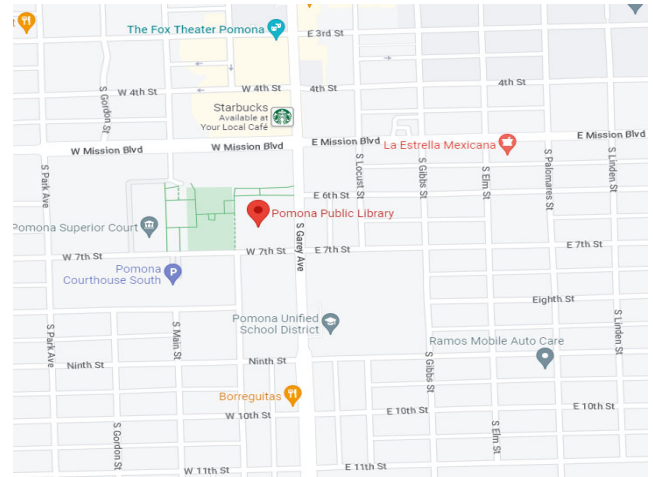 t
The Fox Theater Pomona
E 3rd St
W 4th St
4th St
4th St
W 4th St
S Gordon St
Starbucks
Available at
Your Local Café
W Mission Blvd
W Mission Blvd
E Mission Blvd
E Mission Blvd
La Estrella Mexicana
S Park Ave
S Locust St
S Gibbs St
S Elm St
S Palomares St
S Linden St
E 6th St
Pomona Public Library
Pomona Superior Court
S Garey Ave
W 7th St
W 7th St
E 7th St
E 7th St
Pomona
Courthouse South
P
Eighth St
Pomona Unified
School District
S Park Ave
S Main St
S Gibbs St
S Linden St
Ramos Mobile Auto Care
Ninth St
Ninth St
Borreguitas
W 10th St
E 10th St
E 10th St
S Gordon St
S Elm St
W 11th St
E 11th St